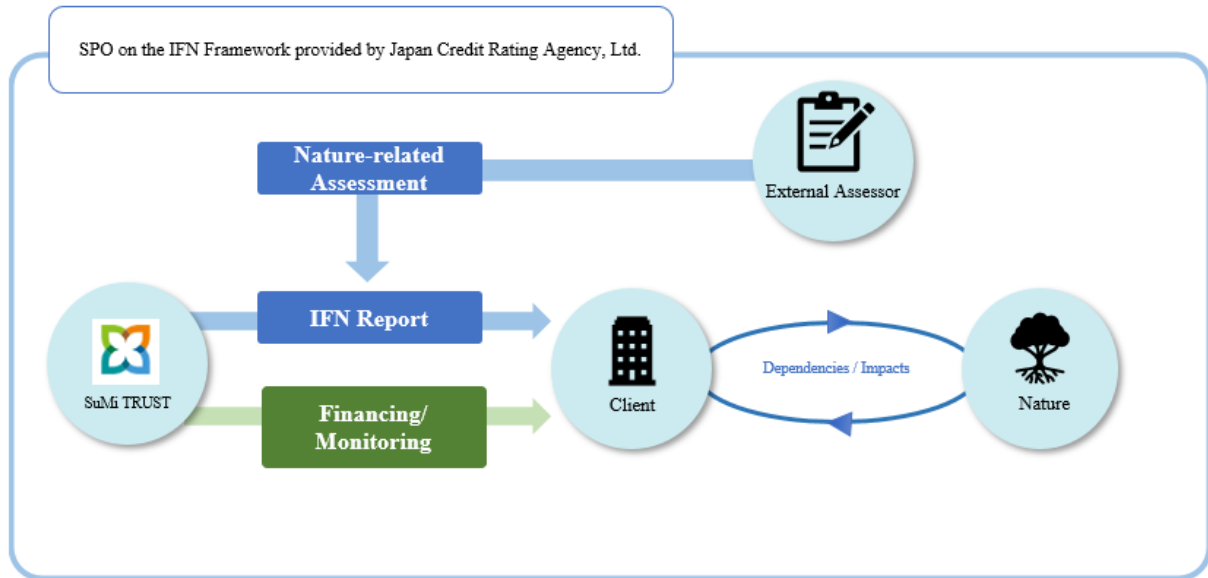 SPO on the IFN Framework provided by Japan Credit Rating Agency, Ltd.
Nature-related
Assessment
External Assessor
IFN Report
SuMi TRUST
Financing/
Monitoring
Client
Dependencies / Impacts
Nature